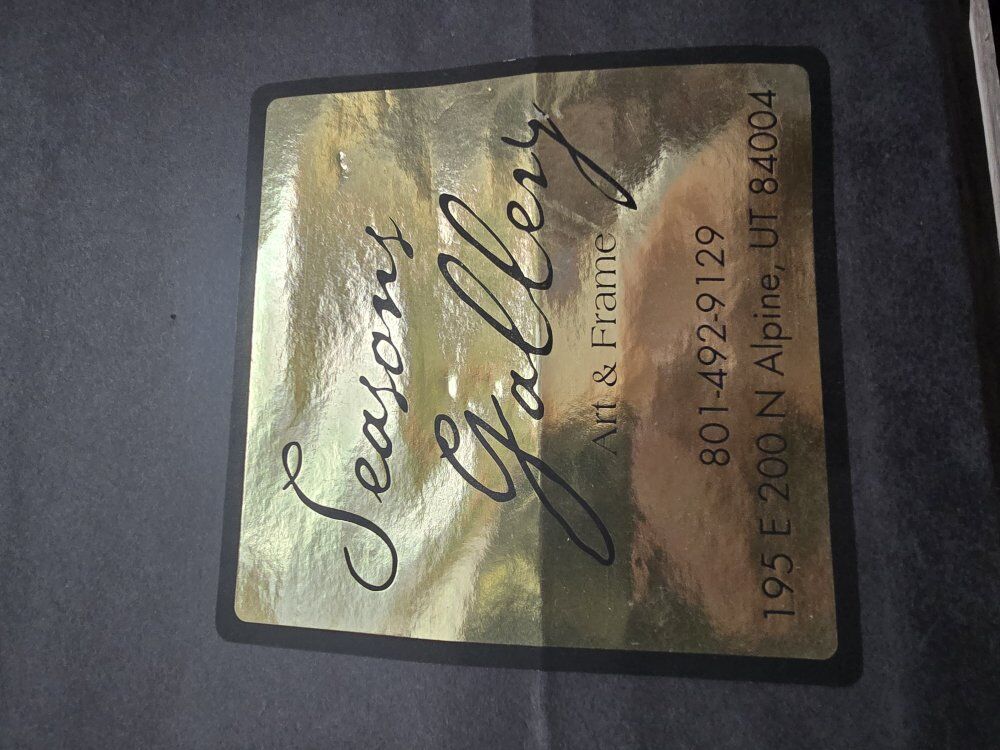 Seasons
Gallery
Art & Frame
801-492-9129
195 E 200 N Alpine, UT 84004